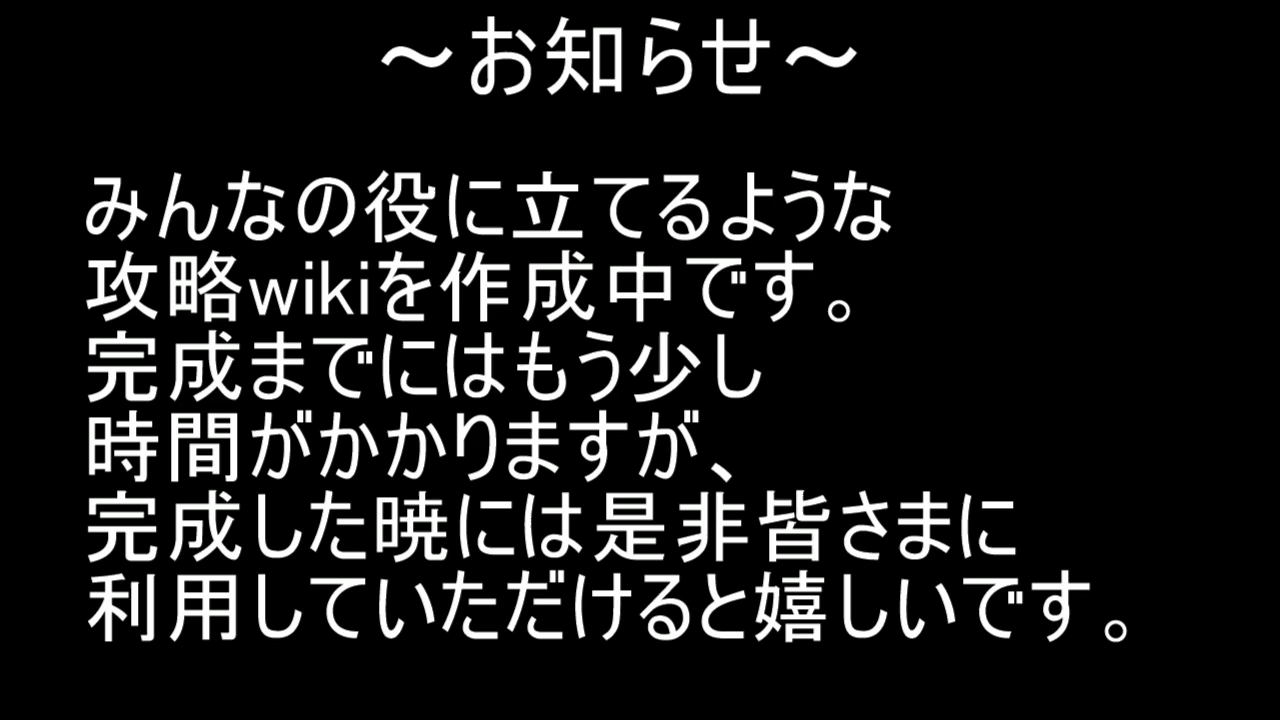 ～お知らせ～
みんなの役に立てるような
攻略wikiを作成中です。
完成までにはもう少し
時間がかかりますが、
完成した暁には是非皆さまに
利用していただけると嬉しいです。